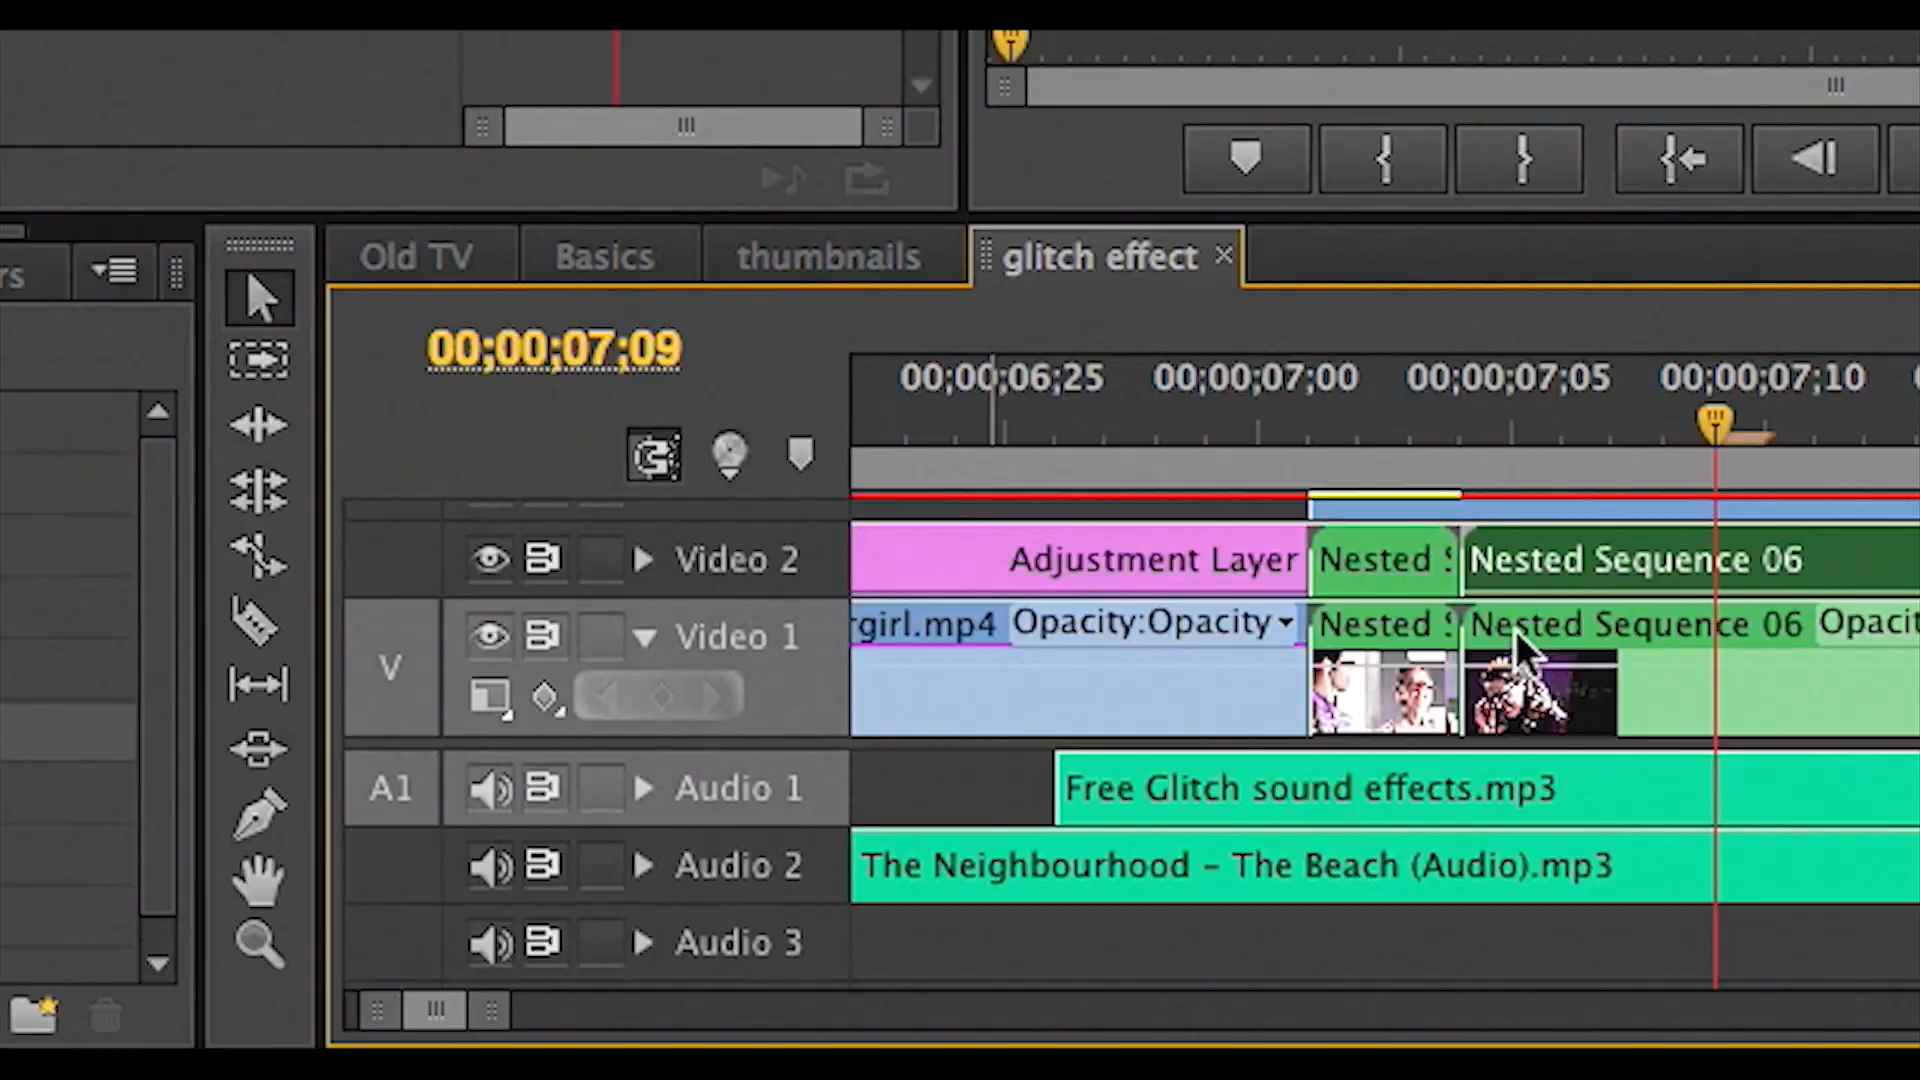 rs
Old TV
Basics
thumbnails
glitch effect
00;00;07;09
00;00;06;25
00;00;07;00
00;00;07;05
00;00;07;10
Video 2
Adjustment Layer
Nested
Nested Sequence 06
V
Video 1
rgirl.mp4
Opacity:Opacity
Nested
Nested Sequence 06
Opacit
A1
Audio 1
Free Glitch sound effects.mp3
Audio 2
The Neighbourhood – The Beach (Audio).mp3
Audio 3